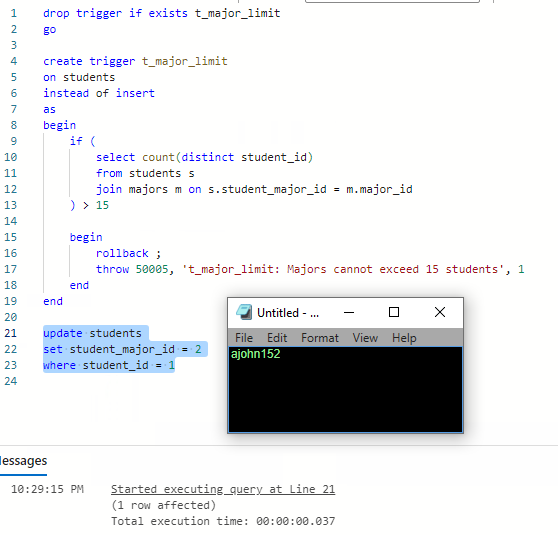 1 drop trigger if exists t_major_limit
2 go
3
4 create trigger t_major_limit
5 on students
6 instead of insert
7 as
8 begin
9 if (
10 select count(distinct student_id)
11 from students s
12 join majors m on s.student_major_id = m.major_id
13 ) > 15
14
15 begin
16 rollback ;
17 throw 50005, 't_major_limit: Majors cannot exceed 15 students', 1
18 end
19 end
20
21 update students
22 set student_major_id = 2
23 where student_id = 1
24
Untitled - ...
File Edit Format View Help
ajohn152
Messages
10:29:15 PM Started executing query at Line 21
(1 row affected)
Total execution time: 00:00:00.037